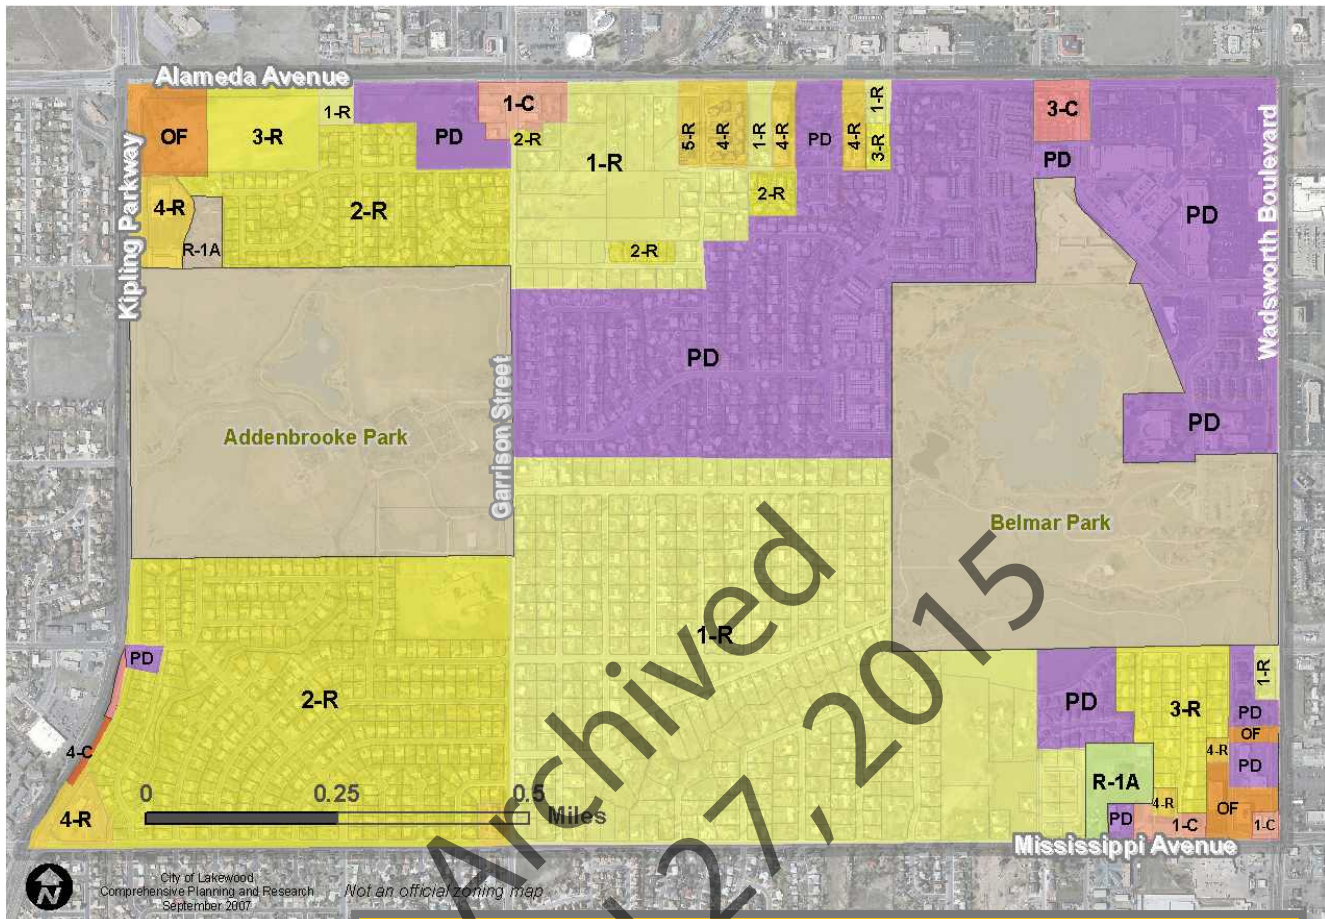 Alameda Avenue
OF
3-R
1-R
PD
1-C
2-R
1-R
5-R
4-R
1-R
4-R
PD
4-R
1-R
3-R
3-C
PD
PD
Wadsworth Boulevard
Kipling Parkway
4-R
R-1A
2-R
2-R
2-R
PD
PD
Garrison Street
Addenbrooke Park
Belmar Park
1-R
PD
2-R
4-C
4-R
PD
3-R
PD
1-R
PD
OF
4-R
PD
R-1A
4-R
PD
1-C
OF
1-C
0
0.25
0.5
Miles
Mississippi Avenue
Archived
27, 2015
N
City of Lakewood
Comprehensive Planning and Research
September 2007
Not an official zoning map